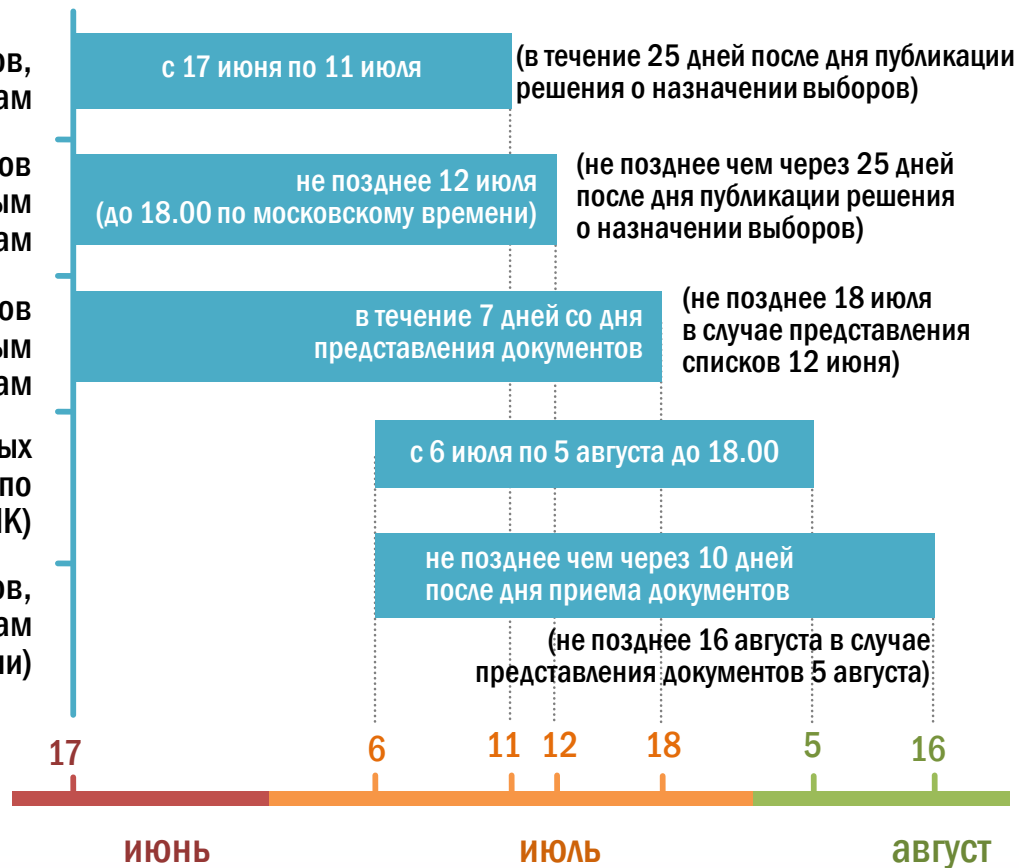 ов,
ам
с 17 июня по 11 июля
(в течение 25 дней после дня публикации
решения о назначении выборов)
ов
ым
ам
не позднее 12 июля
(до 18.00 по московскому времени)
(не позднее чем через 25 дней
после дня публикации решения
о назначении выборов)
ов
ым
ам
в течение 7 дней со дня
представления документов
(не позднее 18 июля
в случае представления
списков 12 июня)
ых
по
К)
с 6 июля по 5 августа до 18.00
ов,
ам
и)
не позднее чем через 10 дней
после дня приема документов
(не позднее 16 августа в случае
представления документов 5 августа)
17 6 11 12 18 5 16
июнь июль август